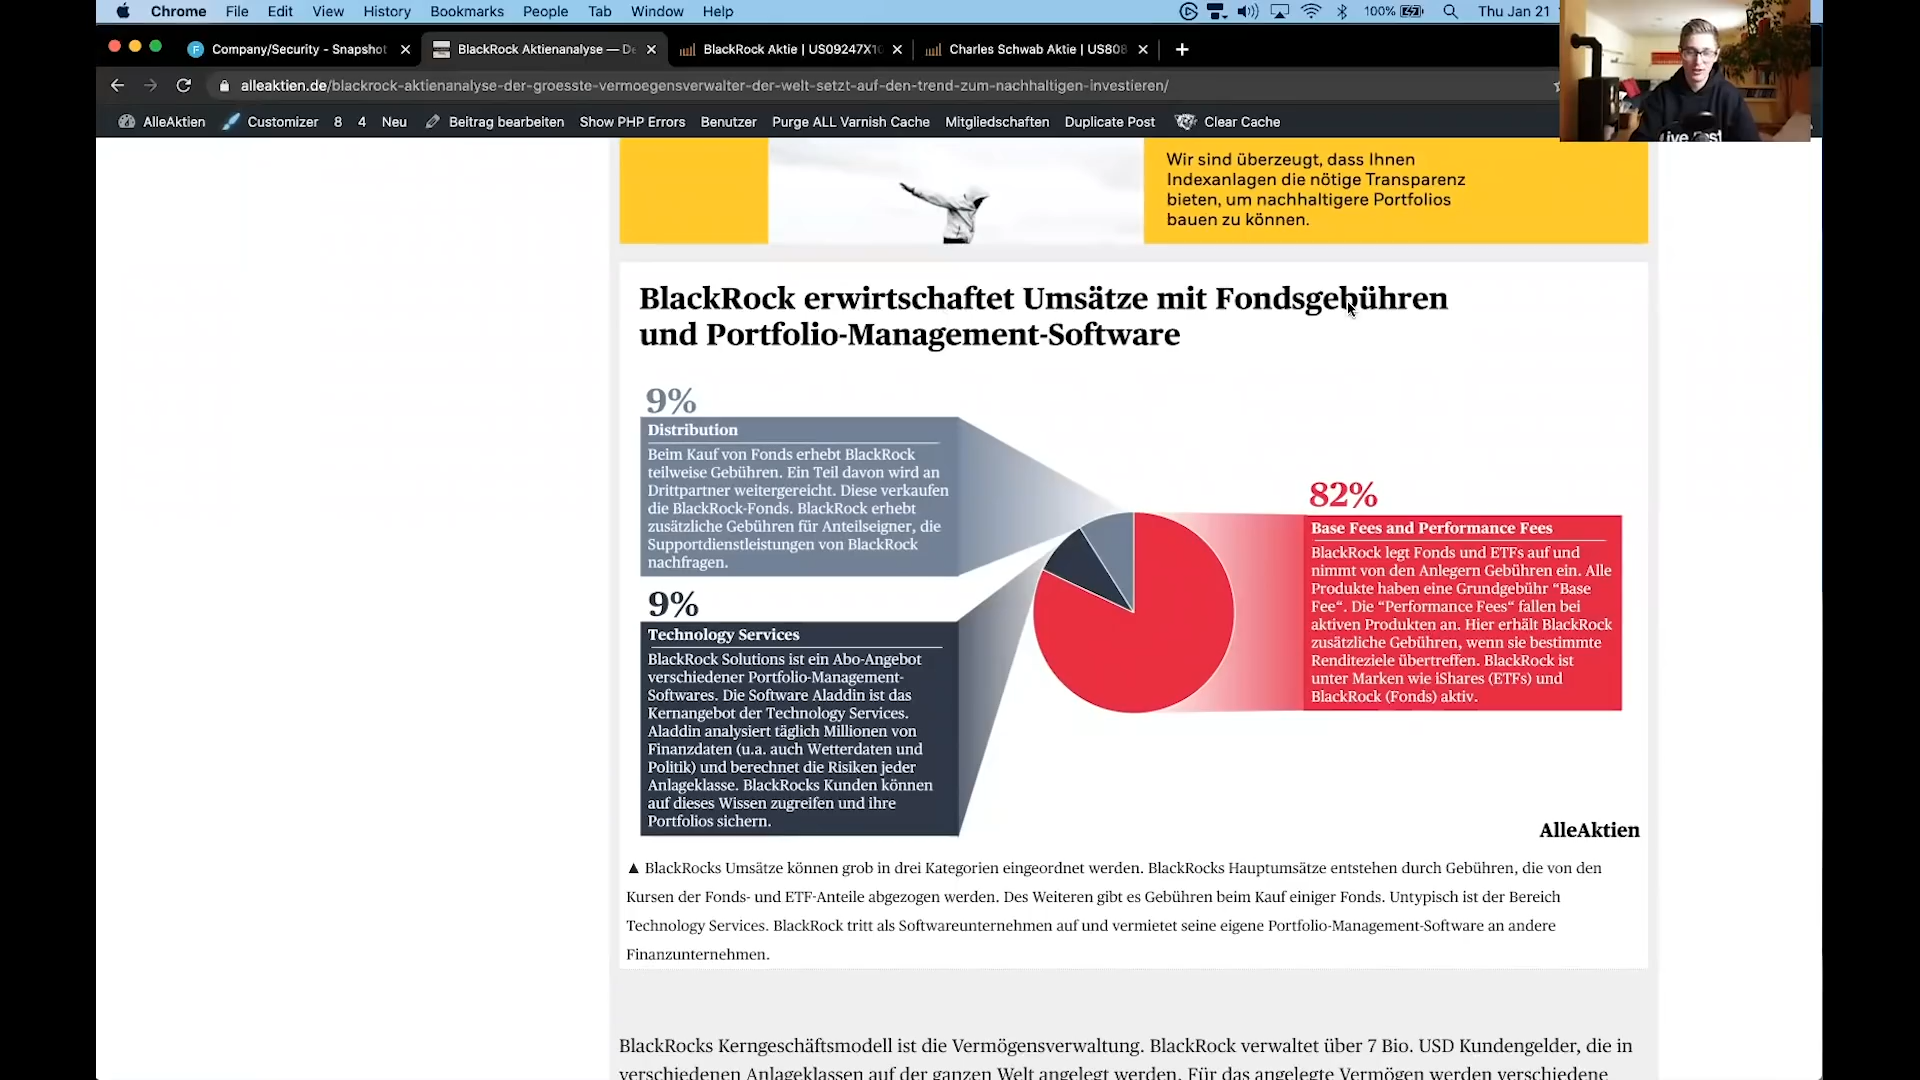 Chrome File Edit View History Bookmarks People Tab Window Help 100% Thu Jan 21
Company/Security - Snapshot
BlackRock Aktienanalyse — De
BlackRock Aktie | US09247X10
Charles Schwab Aktie | US808
alleaktien.de/blackrock-aktienanalyse-der-groesste-vermoegensverwalter-der-welt-setzt-auf-den-trend-zum-nachhaltigen-investieren/
AlleAktien Customizer 8 4 Neu Beitrag bearbeiten Show PHP Errors Benutzer Purge ALL Varnish Cache Mitgliedschaften Duplicate Post Clear Cache
Wir sind überzeugt, dass Ihnen
Indexanlagen die nötige Transparenz
bieten, um nachhaltigere Portfolios
bauen zu können.
BlackRock erwirtschaftet Umsätze mit Fondsgebühren
und Portfolio-Management-Software
9%
Distribution
Beim Kauf von Fonds erhebt BlackRock
teilweise Gebühren. Ein Teil davon wird an
Drittpartner weitergereicht. Diese verkaufen
die BlackRock-Fonds. BlackRock erhebt
zusätzliche Gebühren für Anteilseigner, die
Supportdienstleistungen von BlackRock
nachfragen.
9%
Technology Services
BlackRock Solutions ist ein Abo-Angebot
verschiedener Portfolio-Management-
Softwares. Die Software Aladdin ist das
Kernangebot der Technology Services.
Aladdin analysiert täglich Millionen von
Finanzdaten (u.a. auch Wetterdaten und
Politik) und berechnet die Risiken jeder
Anlageklasse. BlackRocks Kunden können
auf dieses Wissen zugreifen und ihre
Portfolios sichern.
82%
Base Fees and Performance Fees
BlackRock legt Fonds und ETFs auf und
nimmt von den Anlegern Gebühren ein. Alle
Produkte haben eine Grundgebühr “Base
Fee“. Die “Performance Fees“ fallen bei
aktiven Produkten an. Hier erhält BlackRock
zusätzliche Gebühren, wenn sie bestimmte
Renditeziele übertreffen. BlackRock ist
unter Marken wie iShares (ETFs) und
BlackRock (Fonds) aktiv.
AlleAktien
▲ BlackRocks Umsätze können grob in drei Kategorien eingeordnet werden. BlackRocks Hauptumsätze entstehen durch Gebühren, die von den
Kursen der Fonds- und ETF-Anteile abgezogen werden. Des Weiteren gibt es Gebühren beim Kauf einiger Fonds. Untypisch ist der Bereich
Technology Services. BlackRock tritt als Softwareunternehmen auf und vermietet seine eigene Portfolio-Management-Software an andere
Finanzunternehmen.
BlackRocks Kerngeschäftsmodell ist die Vermögensverwaltung. BlackRock verwaltet über 7 Bio. USD Kundengelder, die in
verschiedenen Anlageklassen auf der ganzen Welt angelegt werden. Für das angelegte Vermögen werden verschiedene